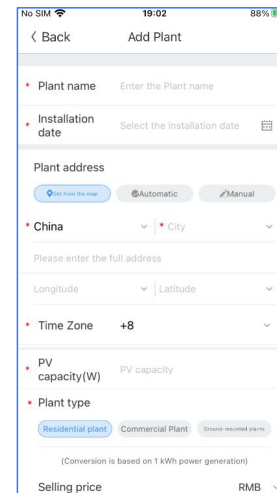 No SIM 19:02 88%
< Back Add Plant
* Plant name Enter the Plant name
* Installation date Select the installation date
Plant address
Get from the map Automatic Manual
* China * City
Please enter the full address
Longitude Latitude
* Time Zone +8
* PV capacity(W) PV capacity
* Plant type
Residential plant Commercial Plant Ground-mounted plants
(Conversion is based on 1 kWh power generation)
Selling price RMB